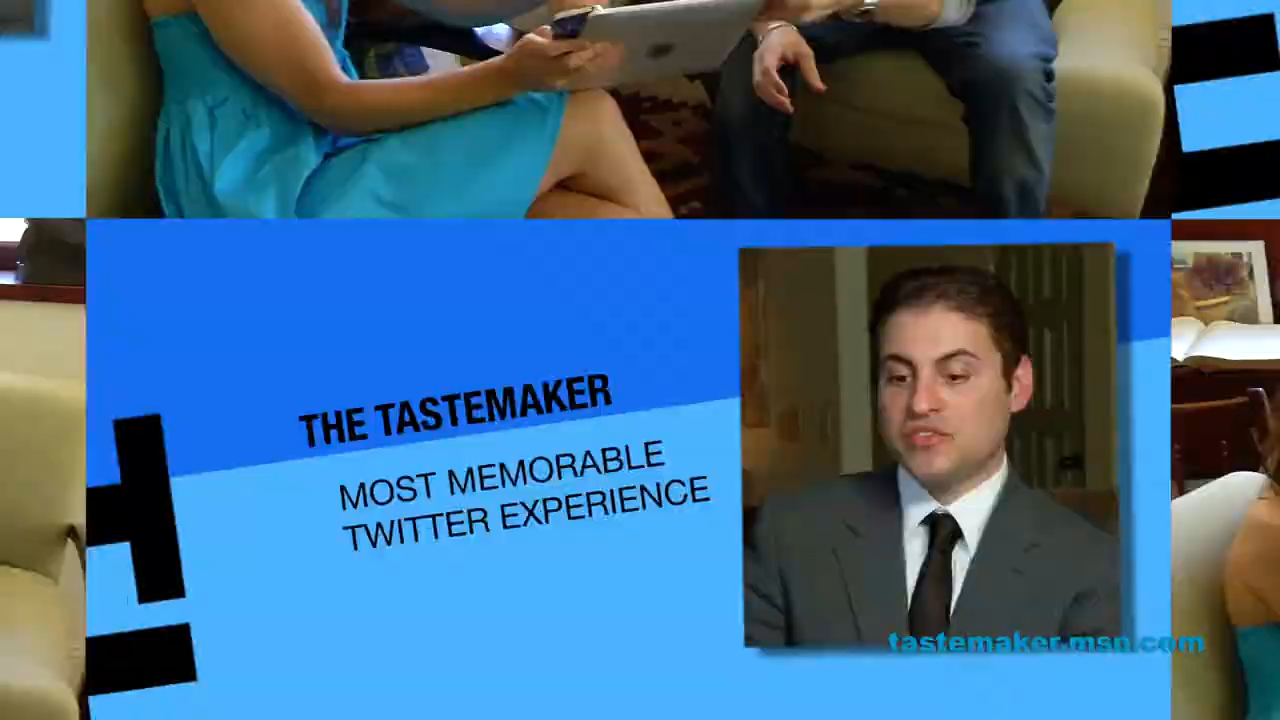 THE TASTEMAKER
MOST MEMORABLE
TWITTER EXPERIENCE
tastemaker.msn.com